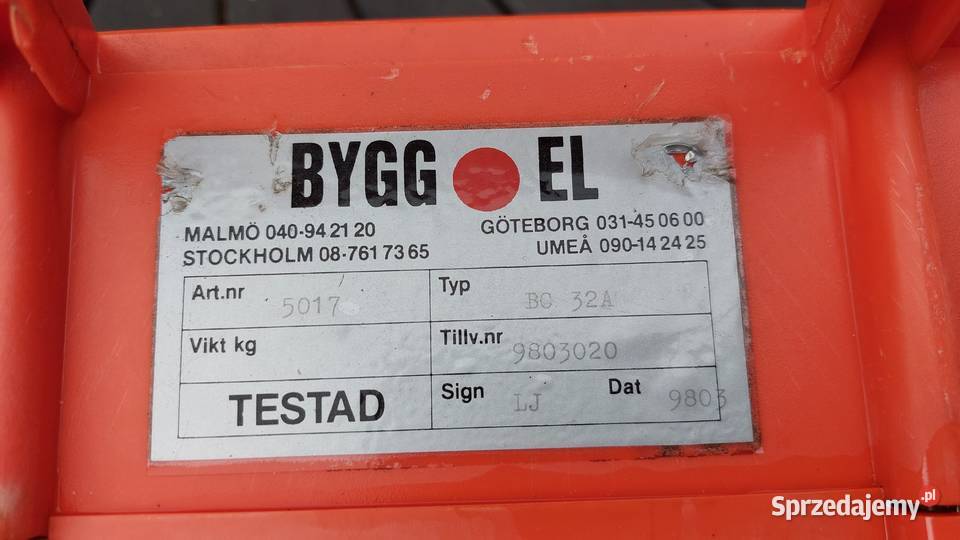 BYGG EL
MALMÖ 040-94 21 20 GÖTEBORG 031-45 06 00
STOCKHOLM 08-761 73 65 UMEÅ 090-14 24 25
Art.nr 5017 Typ BC 32A
Vikt kg Tillv.nr 9803020
TESTAD Sign LJ Dat 9803
Sprzedajemy.pl